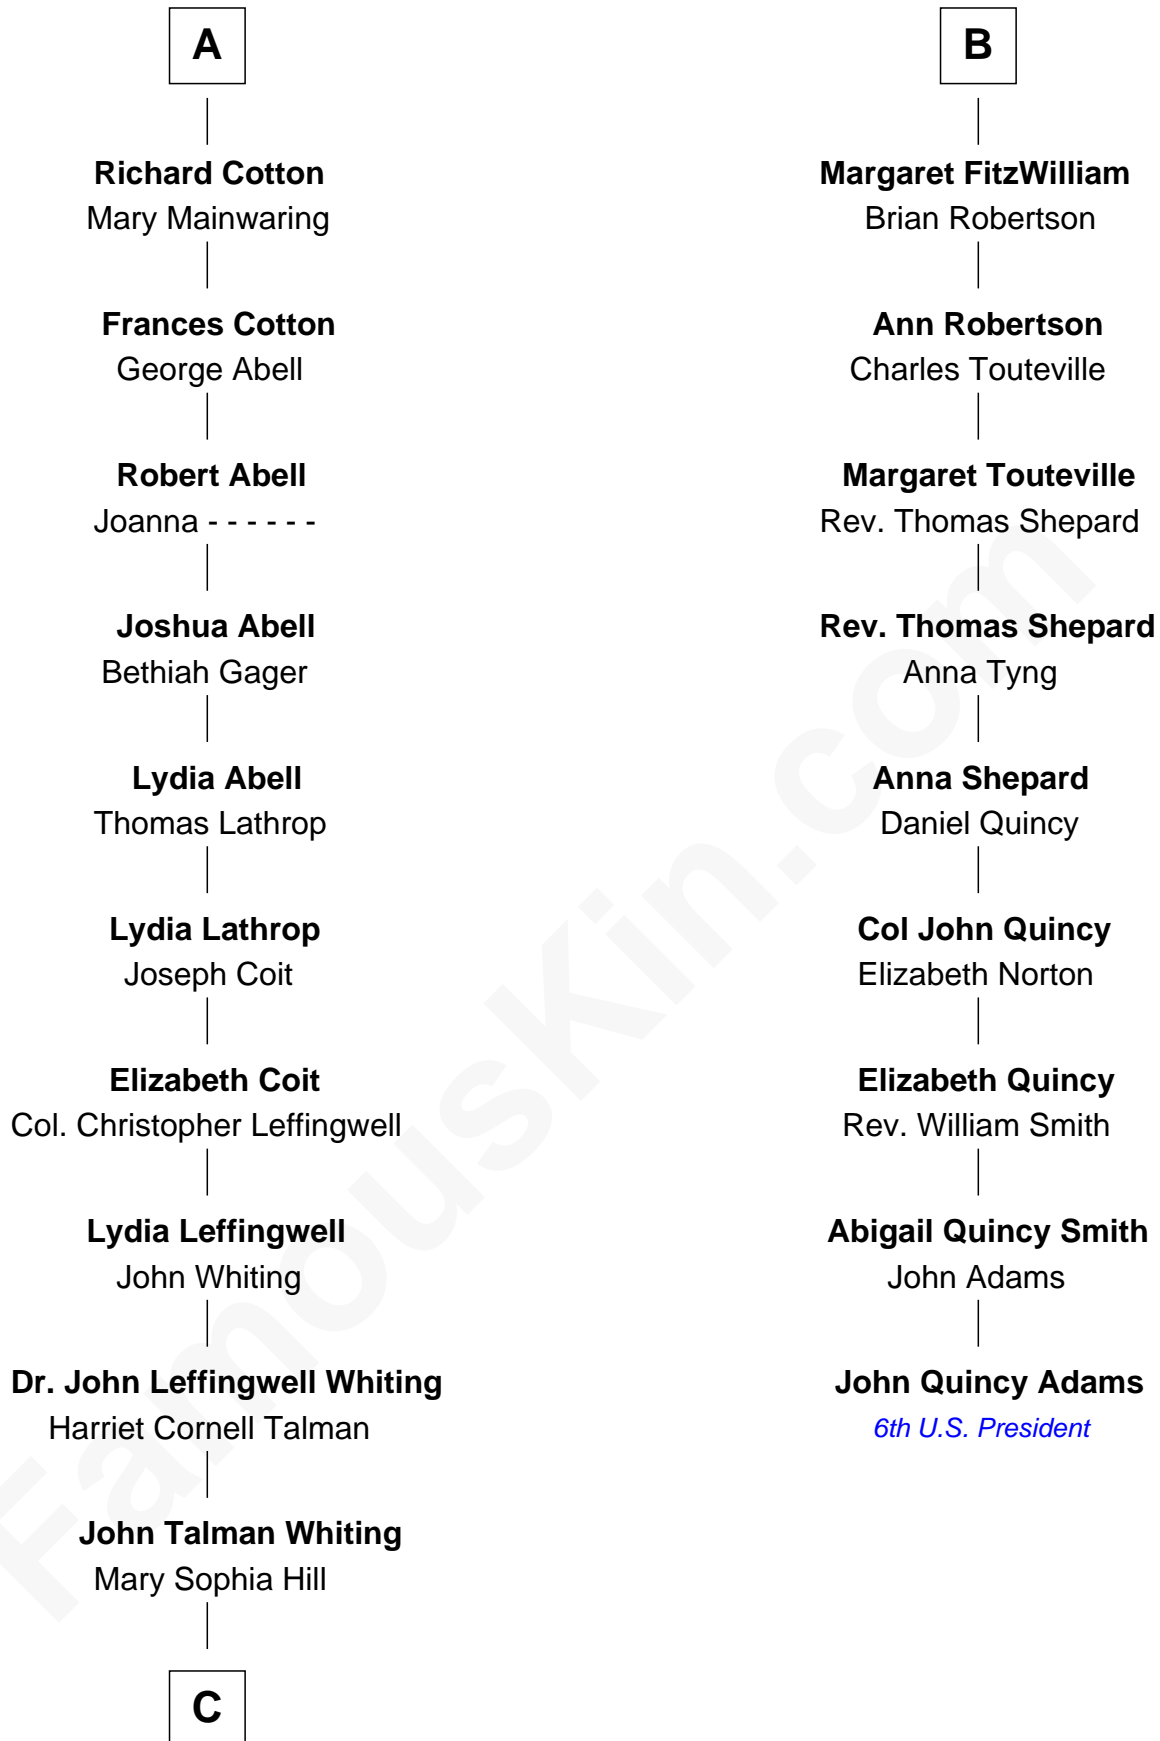 A
Richard Cotton
Mary Mainwaring
Frances Cotton
George Abell
Robert Abell
Joanna - - - - - -
Joshua Abell
Bethiah Gager
Lydia Abell
Thomas Lathrop
Lydia Lathrop
Joseph Coit
Elizabeth Coit
Col. Christopher Leffingwell
Lydia Leffingwell
John Whiting
Dr. John Leffingwell Whiting
Harriet Cornell Talman
John Talman Whiting
Mary Sophia Hill
C
B
Margaret FitzWilliam
Brian Robertson
Ann Robertson
Charles Touteville
Margaret Touteville
Rev. Thomas Shepard
Rev. Thomas Shepard
Anna Tyng
Anna Shepard
Daniel Quincy
Col John Quincy
Elizabeth Norton
Elizabeth Quincy
Rev. William Smith
Abigail Quincy Smith
John Adams
John Quincy Adams
6th U.S. President
FamousKin.com